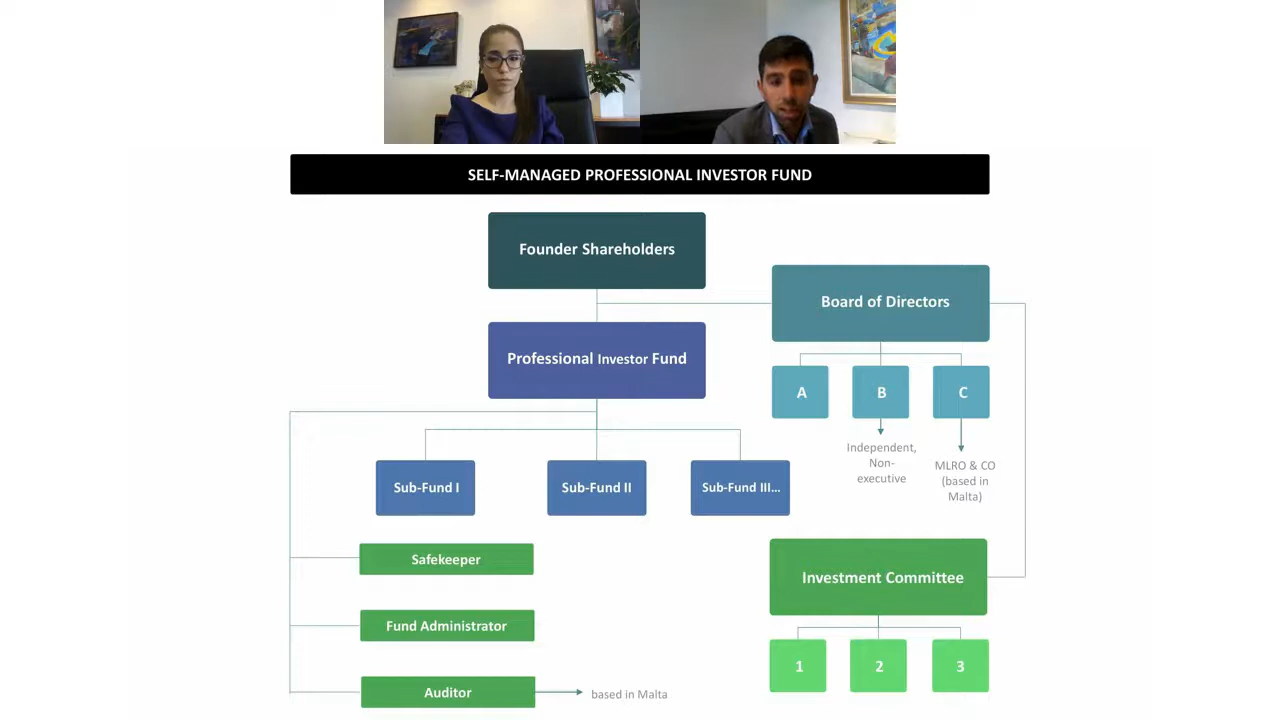 SELF-MANAGED PROFESSIONAL INVESTOR FUND
Founder Shareholders
Board of Directors
Professional Investor Fund
A
B
C
Independent,
Non-
executive
MLRO & CO
(based in
Malta)
Sub-Fund I
Sub-Fund II
Sub-Fund III...
Safekeeper
Investment Committee
Fund Administrator
1
2
3
Auditor
based in Malta